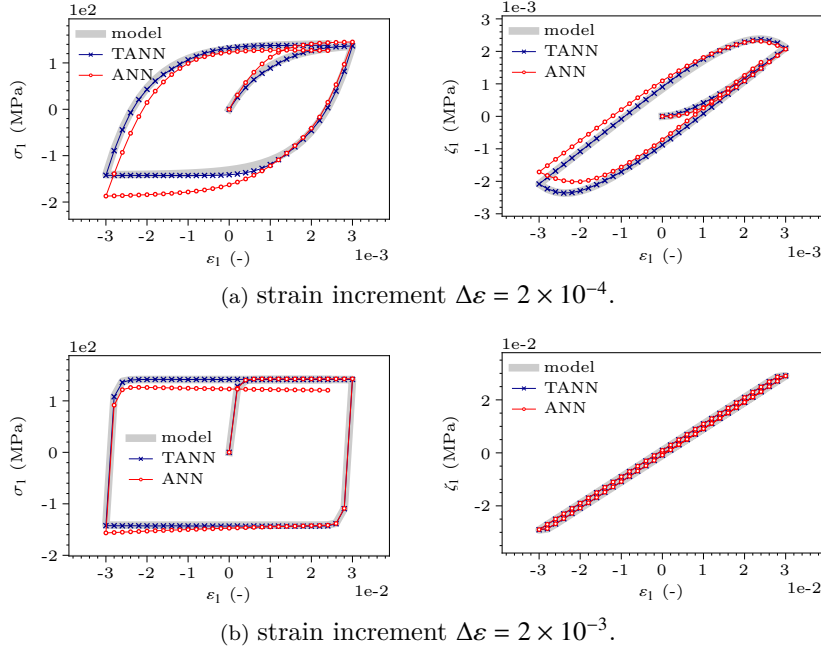 1e2
model
TANN
ANN
1
0
-1
-2
σ1 (MPa)
-3 -2 -1 0 1 2 3
ε1 (-)
1e-3
1e-3
model
TANN
ANN
3
2
1
0
-1
-2
-3
ζ1 (MPa)
-3 -2 -1 0 1 2 3
ε1 (-)
1e-3
(a) strain increment Δε = 2 × 10⁻⁴.
1e2
1
0
-1
-2
σ1 (MPa)
model
TANN
ANN
-3 -2 -1 0 1 2 3
ε1 (-)
1e-2
1e-2
model
TANN
ANN
2
0
-2
ζ1 (MPa)
-3 -2 -1 0 1 2 3
ε1 (-)
1e-2
(b) strain increment Δε = 2 × 10⁻³.